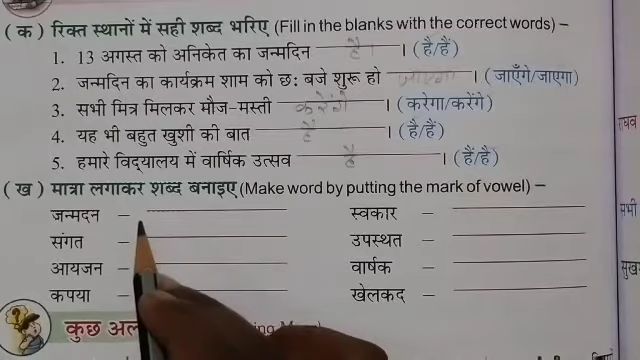 ( क ) रिक्त स्थानों में सही शब्द भरिए (Fill in the blanks with the correct words) –
1. 13 अगस्त को अनिकेत का जन्मदिन है । (है/हैं)
2. जन्मदिन का कार्यक्रम शाम को छः बजे शुरू हो जाएगा । (जाएँगे/जाएगा)
3. सभी मित्र मिलकर मौज-मस्ती करेंगे । (करेगा/करेंगे)
4. यह भी बहुत खुशी की बात है । (है/हैं)
5. हमारे विद्यालय में वार्षिक उत्सव है । (हैं/है)
( ख ) मात्रा लगाकर शब्द बनाइए (Make word by putting the mark of vowel) –
जन्मदन – स्वकार –
संगत – उपस्थत –
आयजन – वार्षक –
कपया – खेलकद –
कुछ
राघव
सभी